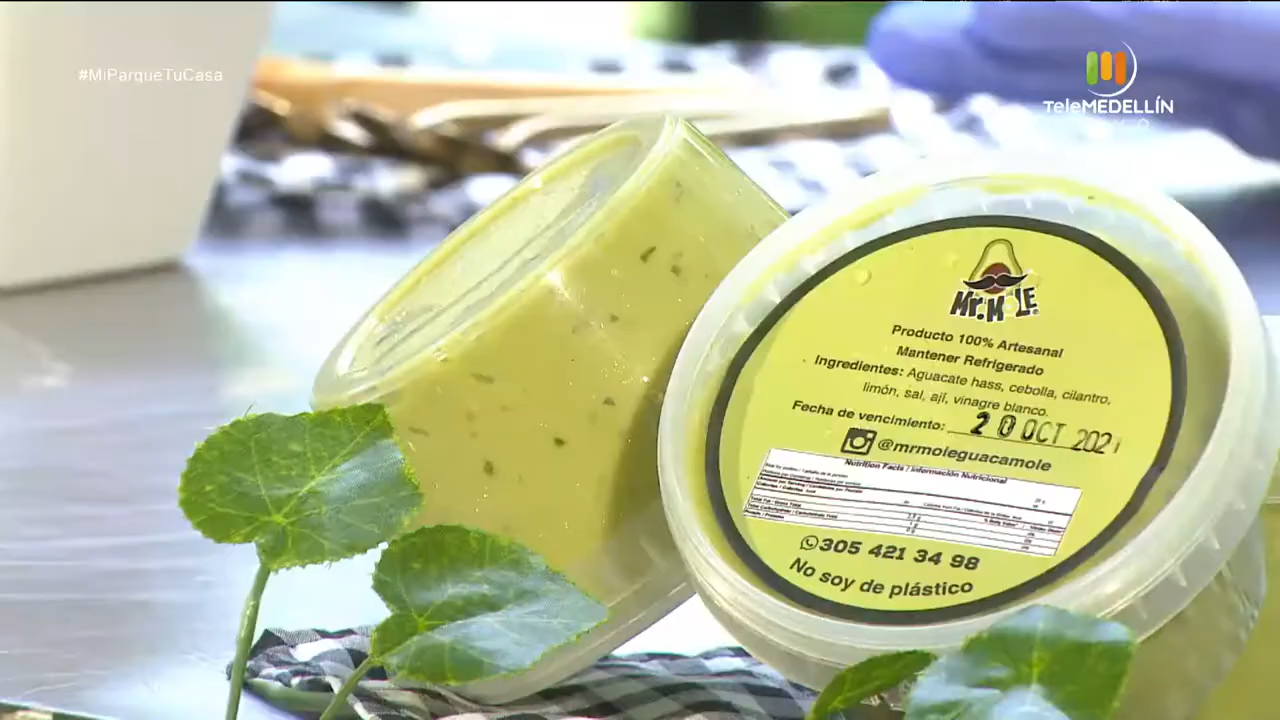 #MiParqueTuCasa
TeleMEDELLÍN
Mr.M LE
Producto 100% Artesanal
Mantener Refrigerado
Ingredientes: Aguacate hass, cebolla, cilantro,
limón, sal, ají, vinagre blanco.
Fecha de vencimiento: 20 OCT 2021
@mrmoleguacamole
Nutrition Facts / Información Nutricional
305 421 34 98
No soy de plástico